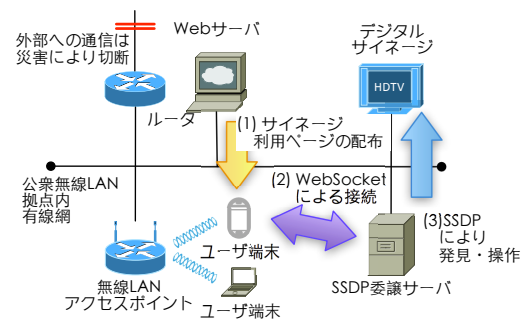 外部への通信は
災害により切断
Webサーバ
デジタル
サイネージ
HDTV
ルータ
(1) サイネージ
利用ページの配布
公衆無線LAN
拠点内
有線網
(2) WebSocket
による接続
(3)SSDP
により
発見・操作
ユーザ端末
無線LAN
アクセスポイント
ユーザ端末
SSDP委譲サーバ